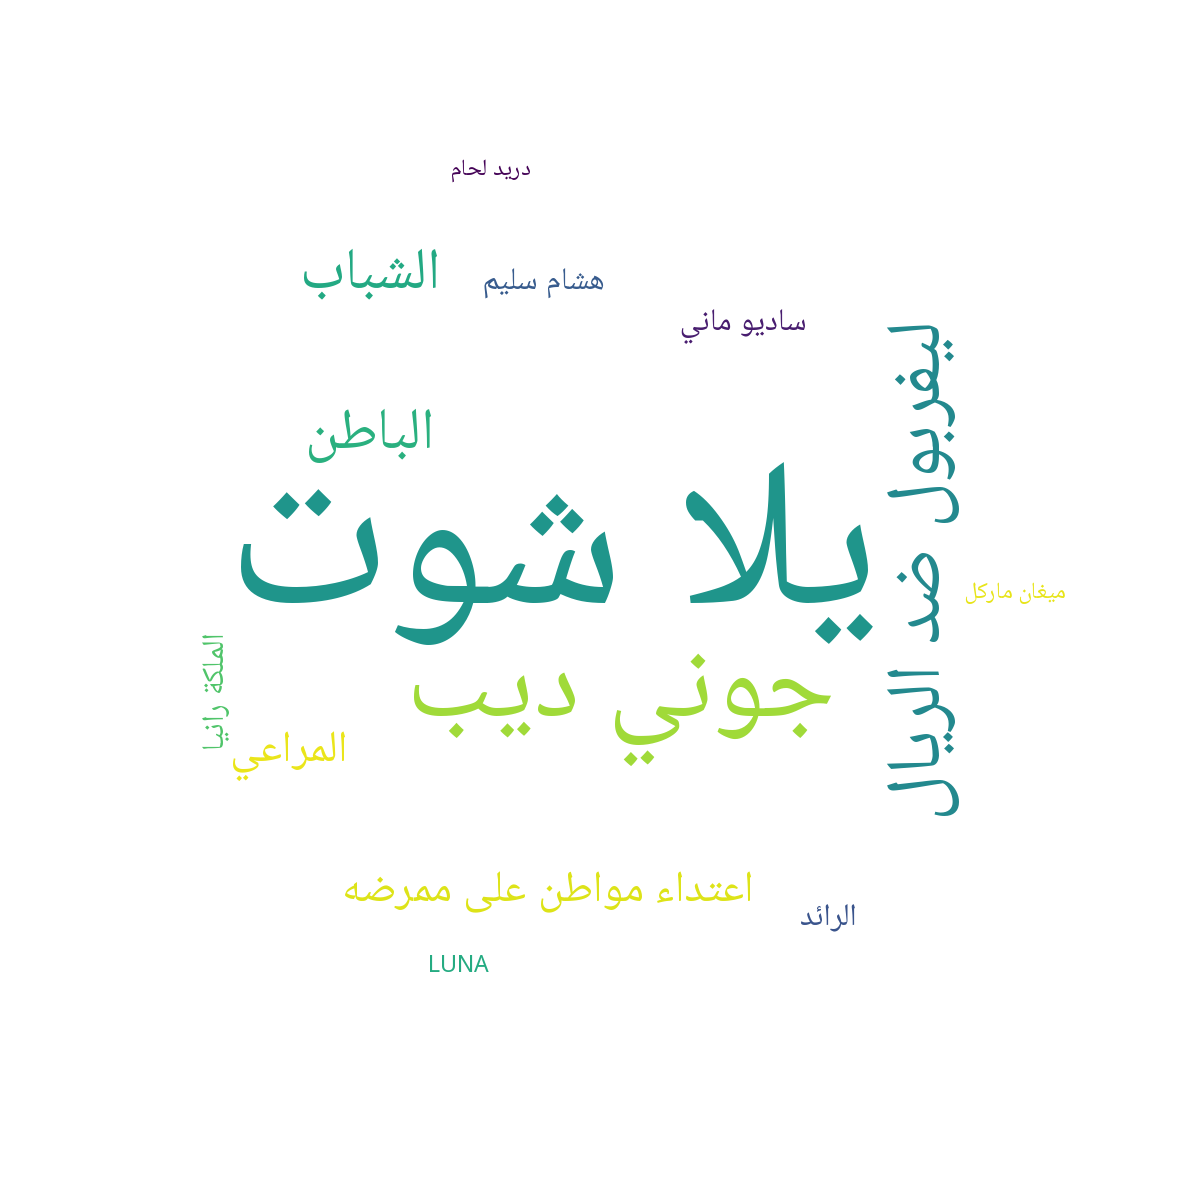 دريد لحام
الشباب
هشام سليم
ساديو ماني
ليفربول ضد الريال
الباطن
يلا شوت
ميغان ماركل
الملكة رانيا
جوني ديب
المراعي
اعتداء مواطن على ممرضه
الرائد
LUNA